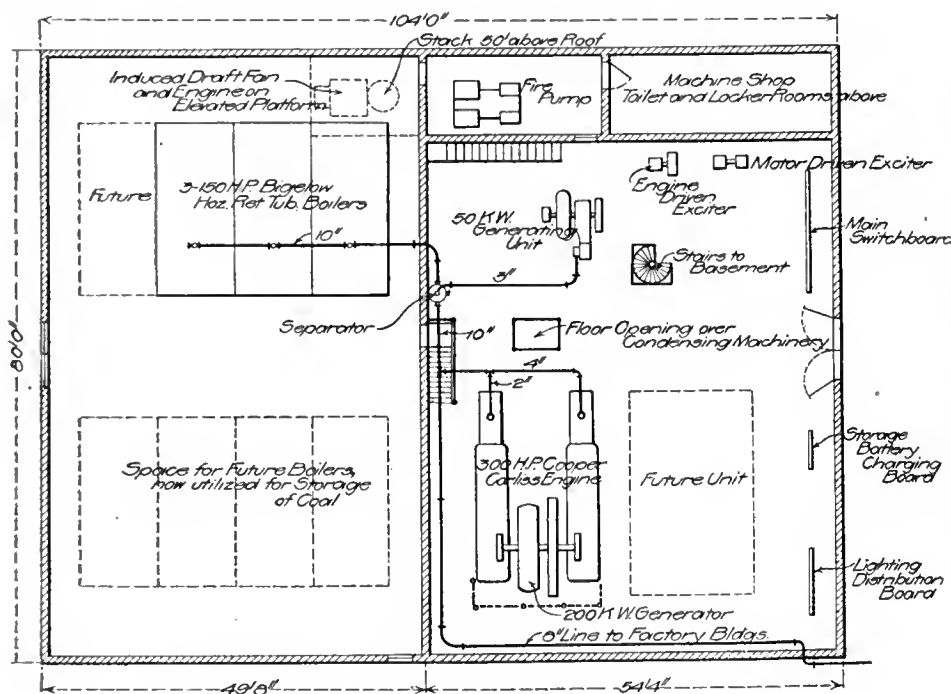 104'0"
Stack 50' above Roof
Induced Draft Fan
and Engine on
Elevated Platform
Fire
Pump
Machine Shop
Toilet and Locker Rooms above
Future
3-150 H.P. Bigelow
Hoz. Ret Tub. Boilers
10"
50 K.W.
Generating
Unit
Engine
Driven
Exciter
Motor Driven Exciter
Main
Switchboard
Stairs to
Basement
3"
Separator
10"
Floor Opening over
Condensing Machinery
80'0"
4"
2"
Space for Future Boilers,
now utilized for Storage
of Coal
300 H.P. Cooper
Corliss Engine
Future Unit
Storage
Battery
Charging
Board
Lighting
Distribution
Board
200 K.W. Generator
Line to Factory Bldgs.
49'8"
54'4"